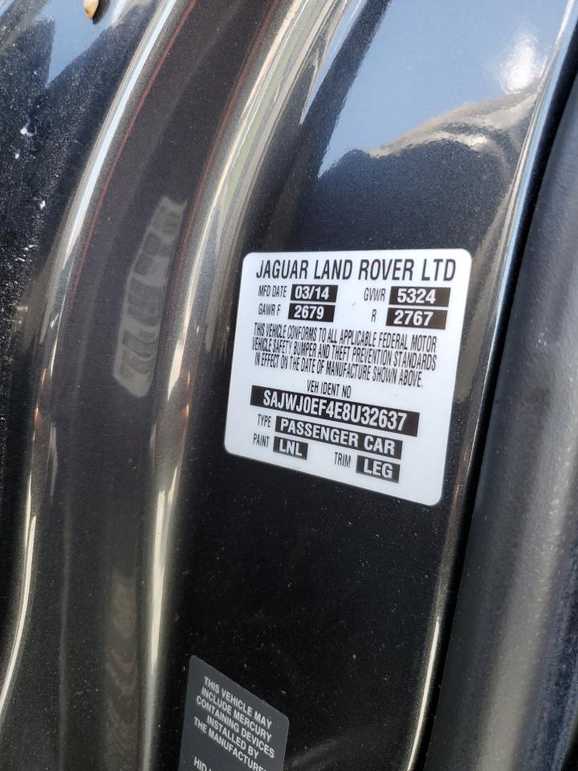 JAGUAR LAND ROVER LTD
MFD DATE 03/14 GVWR 5324
GAWR F 2679 R 2767
THIS VEHICLE CONFORMS TO ALL APPLICABLE FEDERAL MOTOR
VEHICLE SAFETY BUMPER AND THEFT PREVENTION STANDARDS
IN EFFECT ON THE DATE OF MANUFACTURE SHOWN ABOVE.
VEH IDENT NO
SAJWJ0EF4E8U32637
TYPE PASSENGER CAR
PAINT LNL TRIM LEG
THIS VEHICLE MAY
INCLUDE MERCURY
CONTAINING DEVICES
INSTALLED BY
THE MANUFACTURER